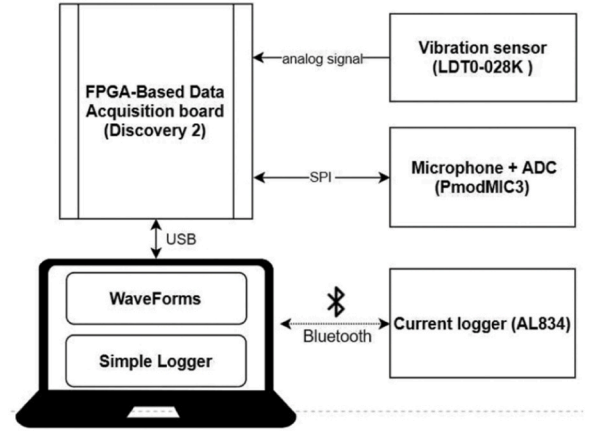 FPGA-Based Data
Acquisition board
(Discovery 2)
analog signal
Vibration sensor
(LDT0-028K )
SPI
Microphone + ADC
(PmodMIC3)
USB
WaveForms
Simple Logger
Bluetooth
Current logger (AL834)